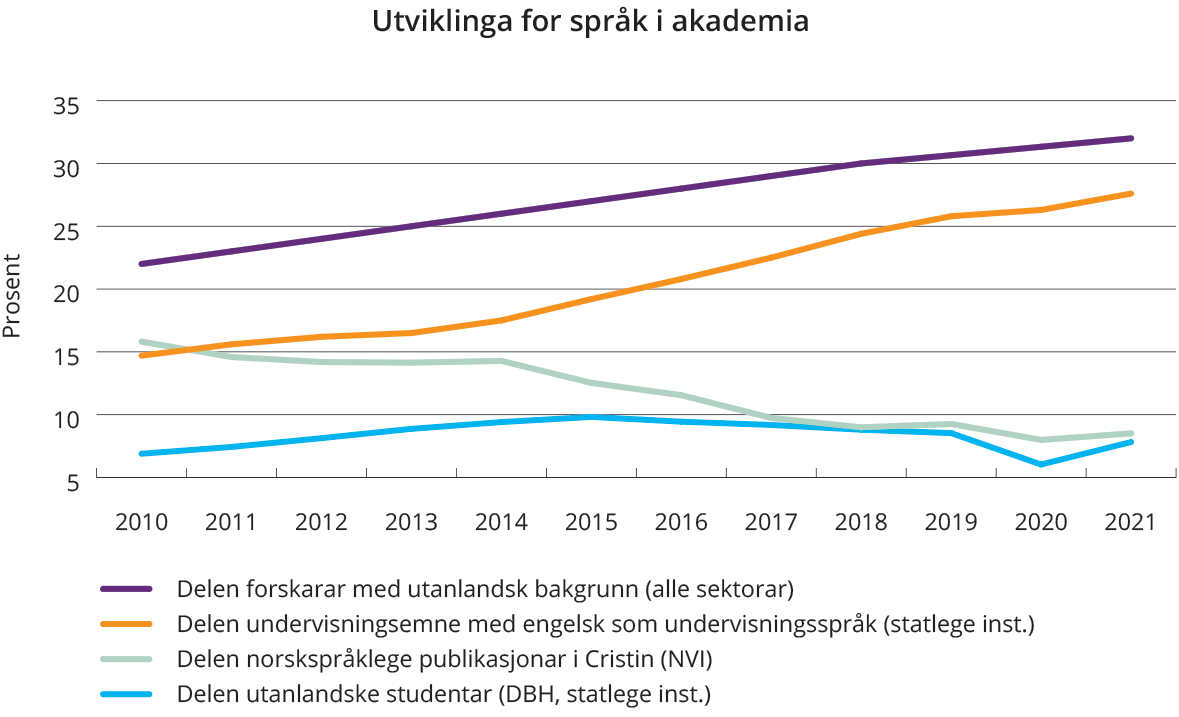 Utviklinga for språk i akademia
Prosent
35
30
25
20
15
10
5
2010 2011 2012 2013 2014 2015 2016 2017 2018 2019 2020 2021
Delen forskarar med utanlandsk bakgrunn (alle sektorar)
Delen undervisningsemne med engelsk som undervisningsspråk (statlege inst.)
Delen norskspråklege publikasjonar i Cristin (NVI)
Delen utanlandske studentar (DBH, statlege inst.)